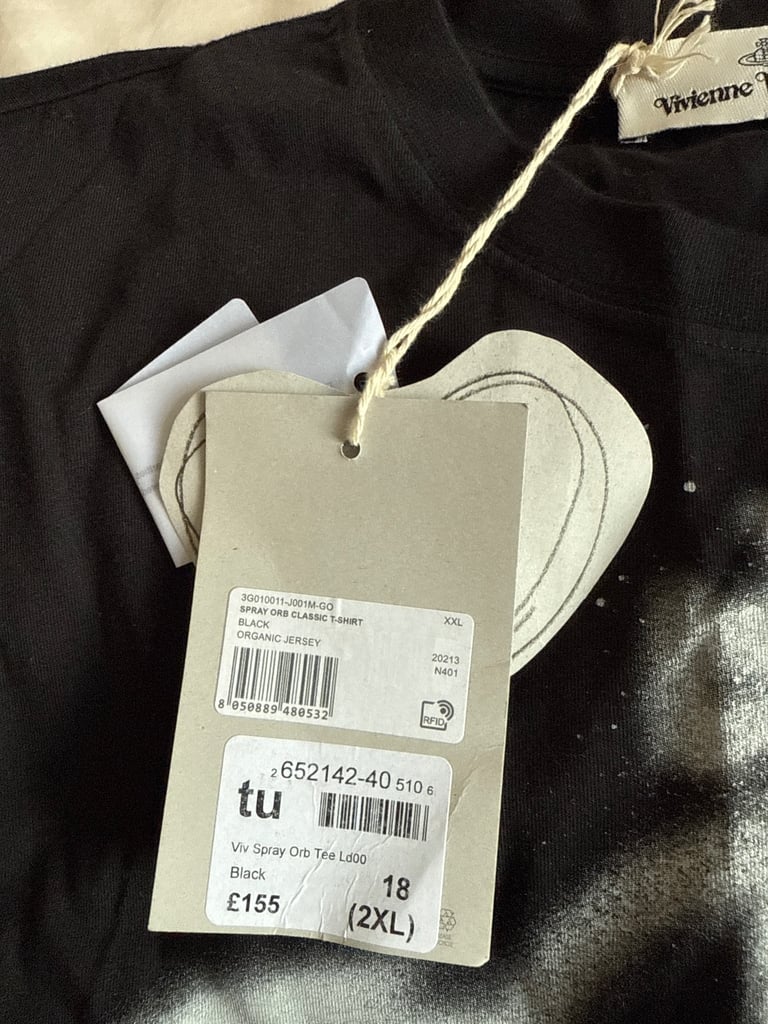 Vivienne
3G010011-J001M-GO
SPRAY ORB CLASSIC T-SHIRT XXL
BLACK
ORGANIC JERSEY
20213
N401
8 050889 480532
RFID
2 652142-40 510 6
tu
Viv Spray Orb Tee Ld00
Black
18
£155
(2XL)